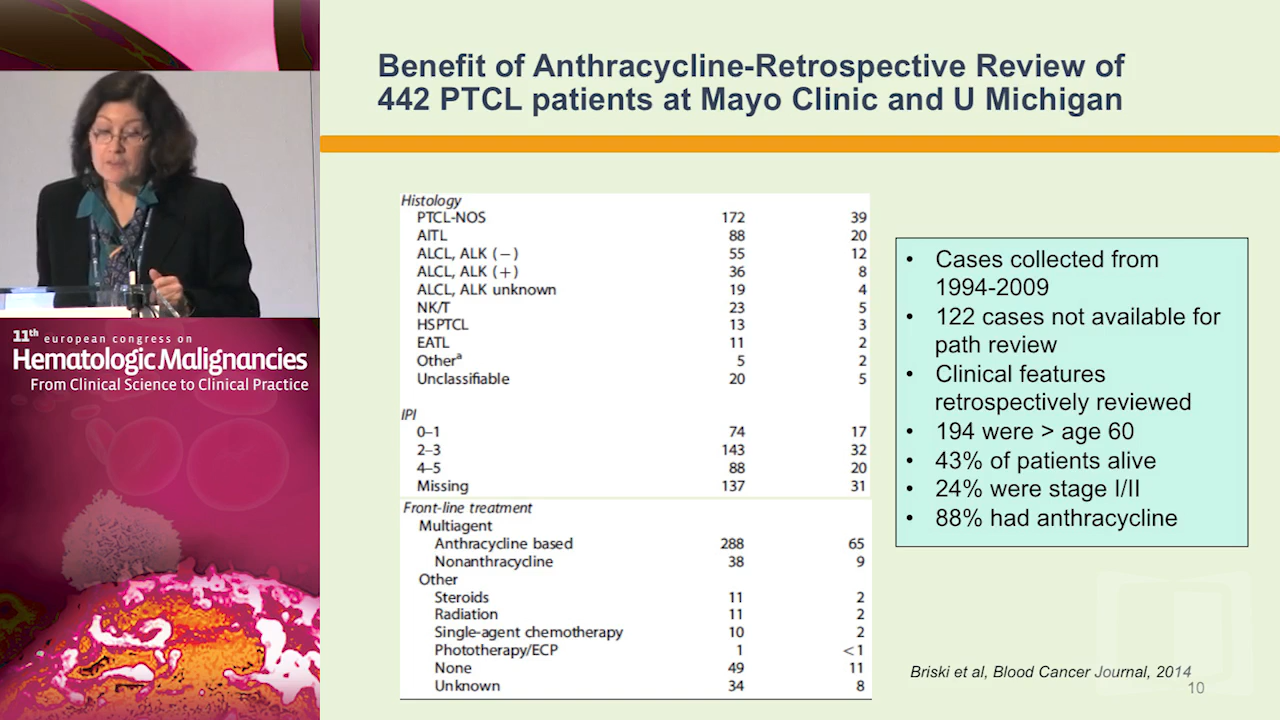 Benefit of Anthracycline-Retrospective Review of
442 PTCL patients at Mayo Clinic and U Michigan
11th european congress on
Hematologic Malignancies
From Clinical Science to Clinical Practice
Histology
PTCL-NOS 172 39
AITL 88 20
ALCL, ALK (−) 55 12
ALCL, ALK (+) 36 8
ALCL, ALK unknown 19 4
NK/T 23 5
HSPTCL 13 3
EATL 11 2
Otherª 5 2
Unclassifiable 20 5
IPI
0–1 74 17
2–3 143 32
4–5 88 20
Missing 137 31
Front-line treatment
Multiagent
Anthracycline based 288 65
Nonanthracycline 38 9
Other
Steroids 11 2
Radiation 11 2
Single-agent chemotherapy 10 2
Phototherapy/ECP 1 <1
None 49 11
Unknown 34 8
• Cases collected from
1994-2009
• 122 cases not available for
path review
• Clinical features
retrospectively reviewed
• 194 were > age 60
• 43% of patients alive
• 24% were stage I/II
• 88% had anthracycline
Briski et al, Blood Cancer Journal, 2014
10